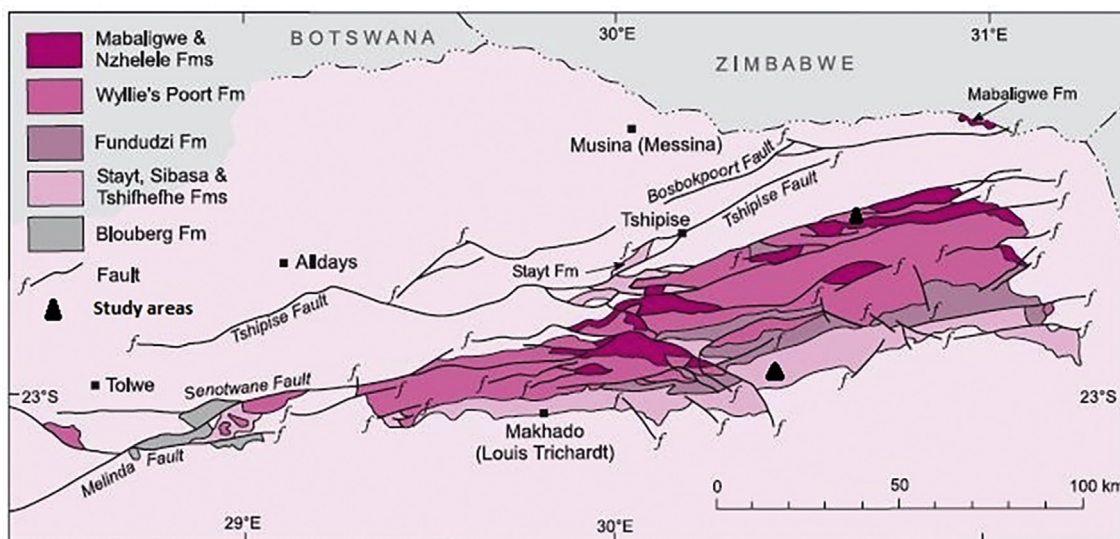 Mabaligwe &
Nzhelele Fms
Wyllie's Poort Fm
Fundudzi Fm
Stayt, Sibasa &
Tshifhefhe Fms
Blouberg Fm
Fault
f
Study areas
BOTSWANA
30°E
31°E
ZIMBABWE
Mabaligwe Fm
Musina (Messina)
Bosbokpoort Fault
f
f
Tshipise Fault
f
Tshipise
f
f
Stayt Fm
f
Alldays
f
f
f
f
f
f
Tshipise Fault
f
f
f
Tolwe
Senotwane Fault
f
23°S
23°S
f
f
f
f
Makhado
(Louis Trichardt)
f
f
f
Melinda Fault
0 50 100 km
29°E
30°E